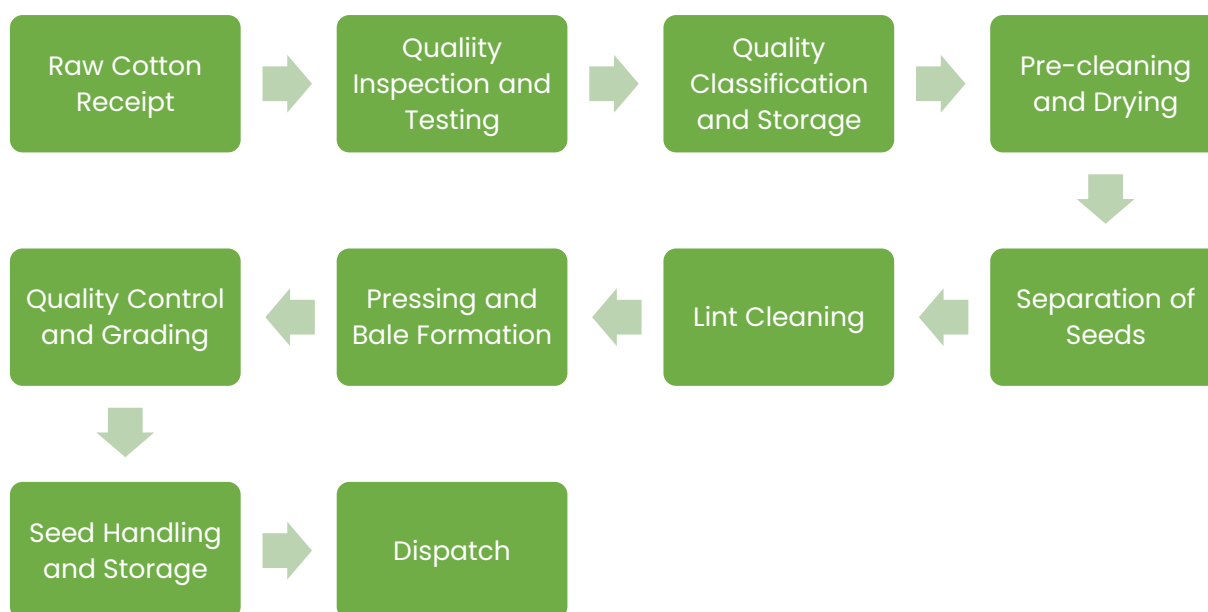 Raw Cotton
Receipt
Qualiity
Inspection and
Testing
Quality
Classification
and Storage
Pre-cleaning
and Drying
Separation of
Seeds
Lint Cleaning
Pressing and
Bale Formation
Quality Control
and Grading
Seed Handling
and Storage
Dispatch